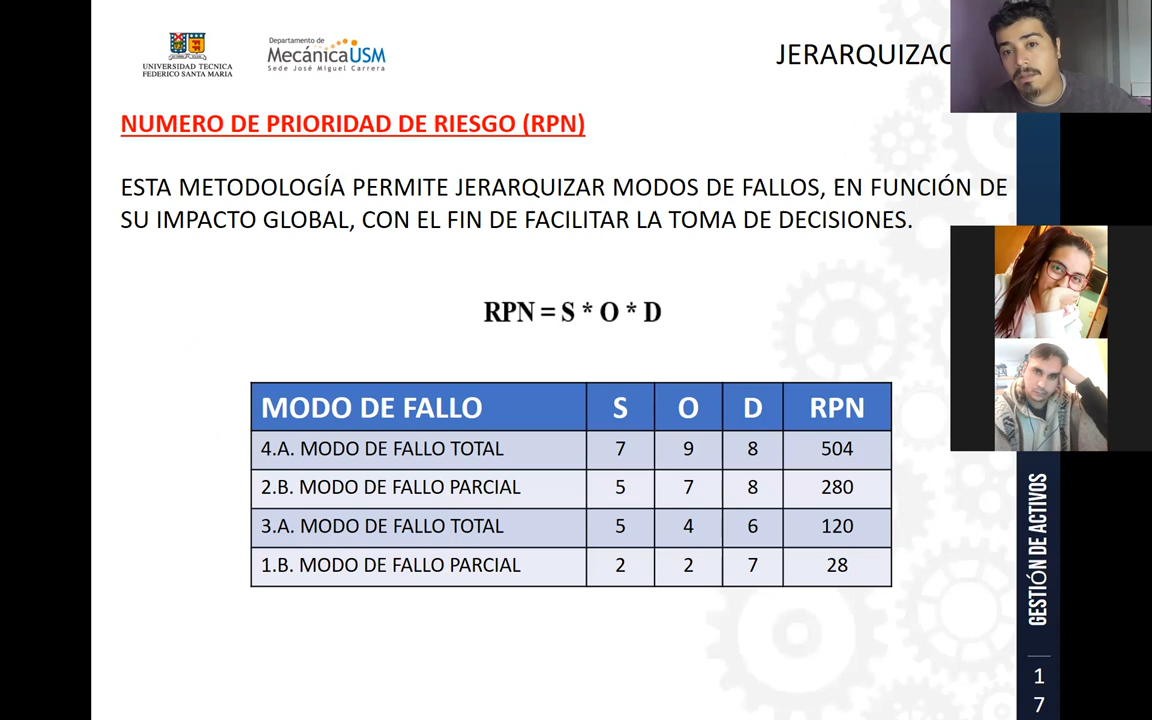 UNIVERSIDAD TECNICA
FEDERICO SANTA MARIA
Departamento de
MecánicaUSM
Sede José Miguel Carrera
JERARQUIZAC
NUMERO DE PRIORIDAD DE RIESGO (RPN)
ESTA METODOLOGÍA PERMITE JERARQUIZAR MODOS DE FALLOS, EN FUNCIÓN DE
SU IMPACTO GLOBAL, CON EL FIN DE FACILITAR LA TOMA DE DECISIONES.
RPN = S * O * D
MODO DE FALLO S O D RPN
4.A. MODO DE FALLO TOTAL 7 9 8 504
2.B. MODO DE FALLO PARCIAL 5 7 8 280
3.A. MODO DE FALLO TOTAL 5 4 6 120
1.B. MODO DE FALLO PARCIAL 2 2 7 28
GESTIÓN DE ACTIVOS
1
7